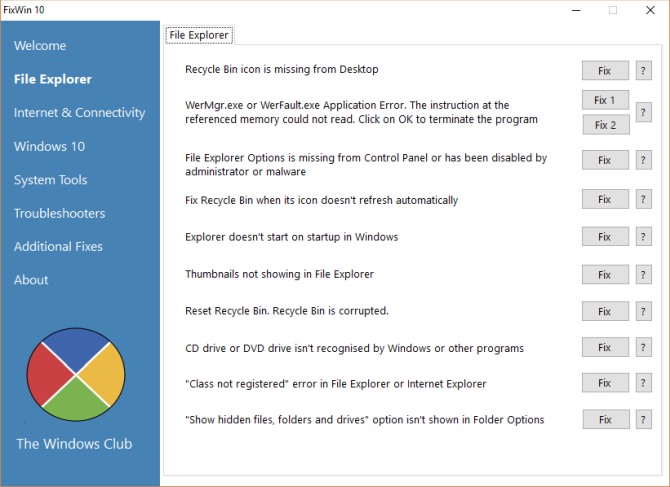 FixWin 10
Welcome
File Explorer
Internet & Connectivity
Windows 10
System Tools
Troubleshooters
Additional Fixes
About
The Windows Club
File Explorer
Recycle Bin icon is missing from Desktop
Fix ?
WerMgr.exe or WerFault.exe Application Error. The instruction at the
referenced memory could not read. Click on OK to terminate the program
Fix 1
Fix 2
?
File Explorer Options is missing from Control Panel or has been disabled by
administrator or malware
Fix ?
Fix Recycle Bin when its icon doesn't refresh automatically
Fix ?
Explorer doesn't start on startup in Windows
Fix ?
Thumbnails not showing in File Explorer
Fix ?
Reset Recycle Bin. Recycle Bin is corrupted.
Fix ?
CD drive or DVD drive isn't recognised by Windows or other programs
Fix ?
"Class not registered" error in File Explorer or Internet Explorer
Fix ?
"Show hidden files, folders and drives" option isn't shown in Folder Options
Fix ?